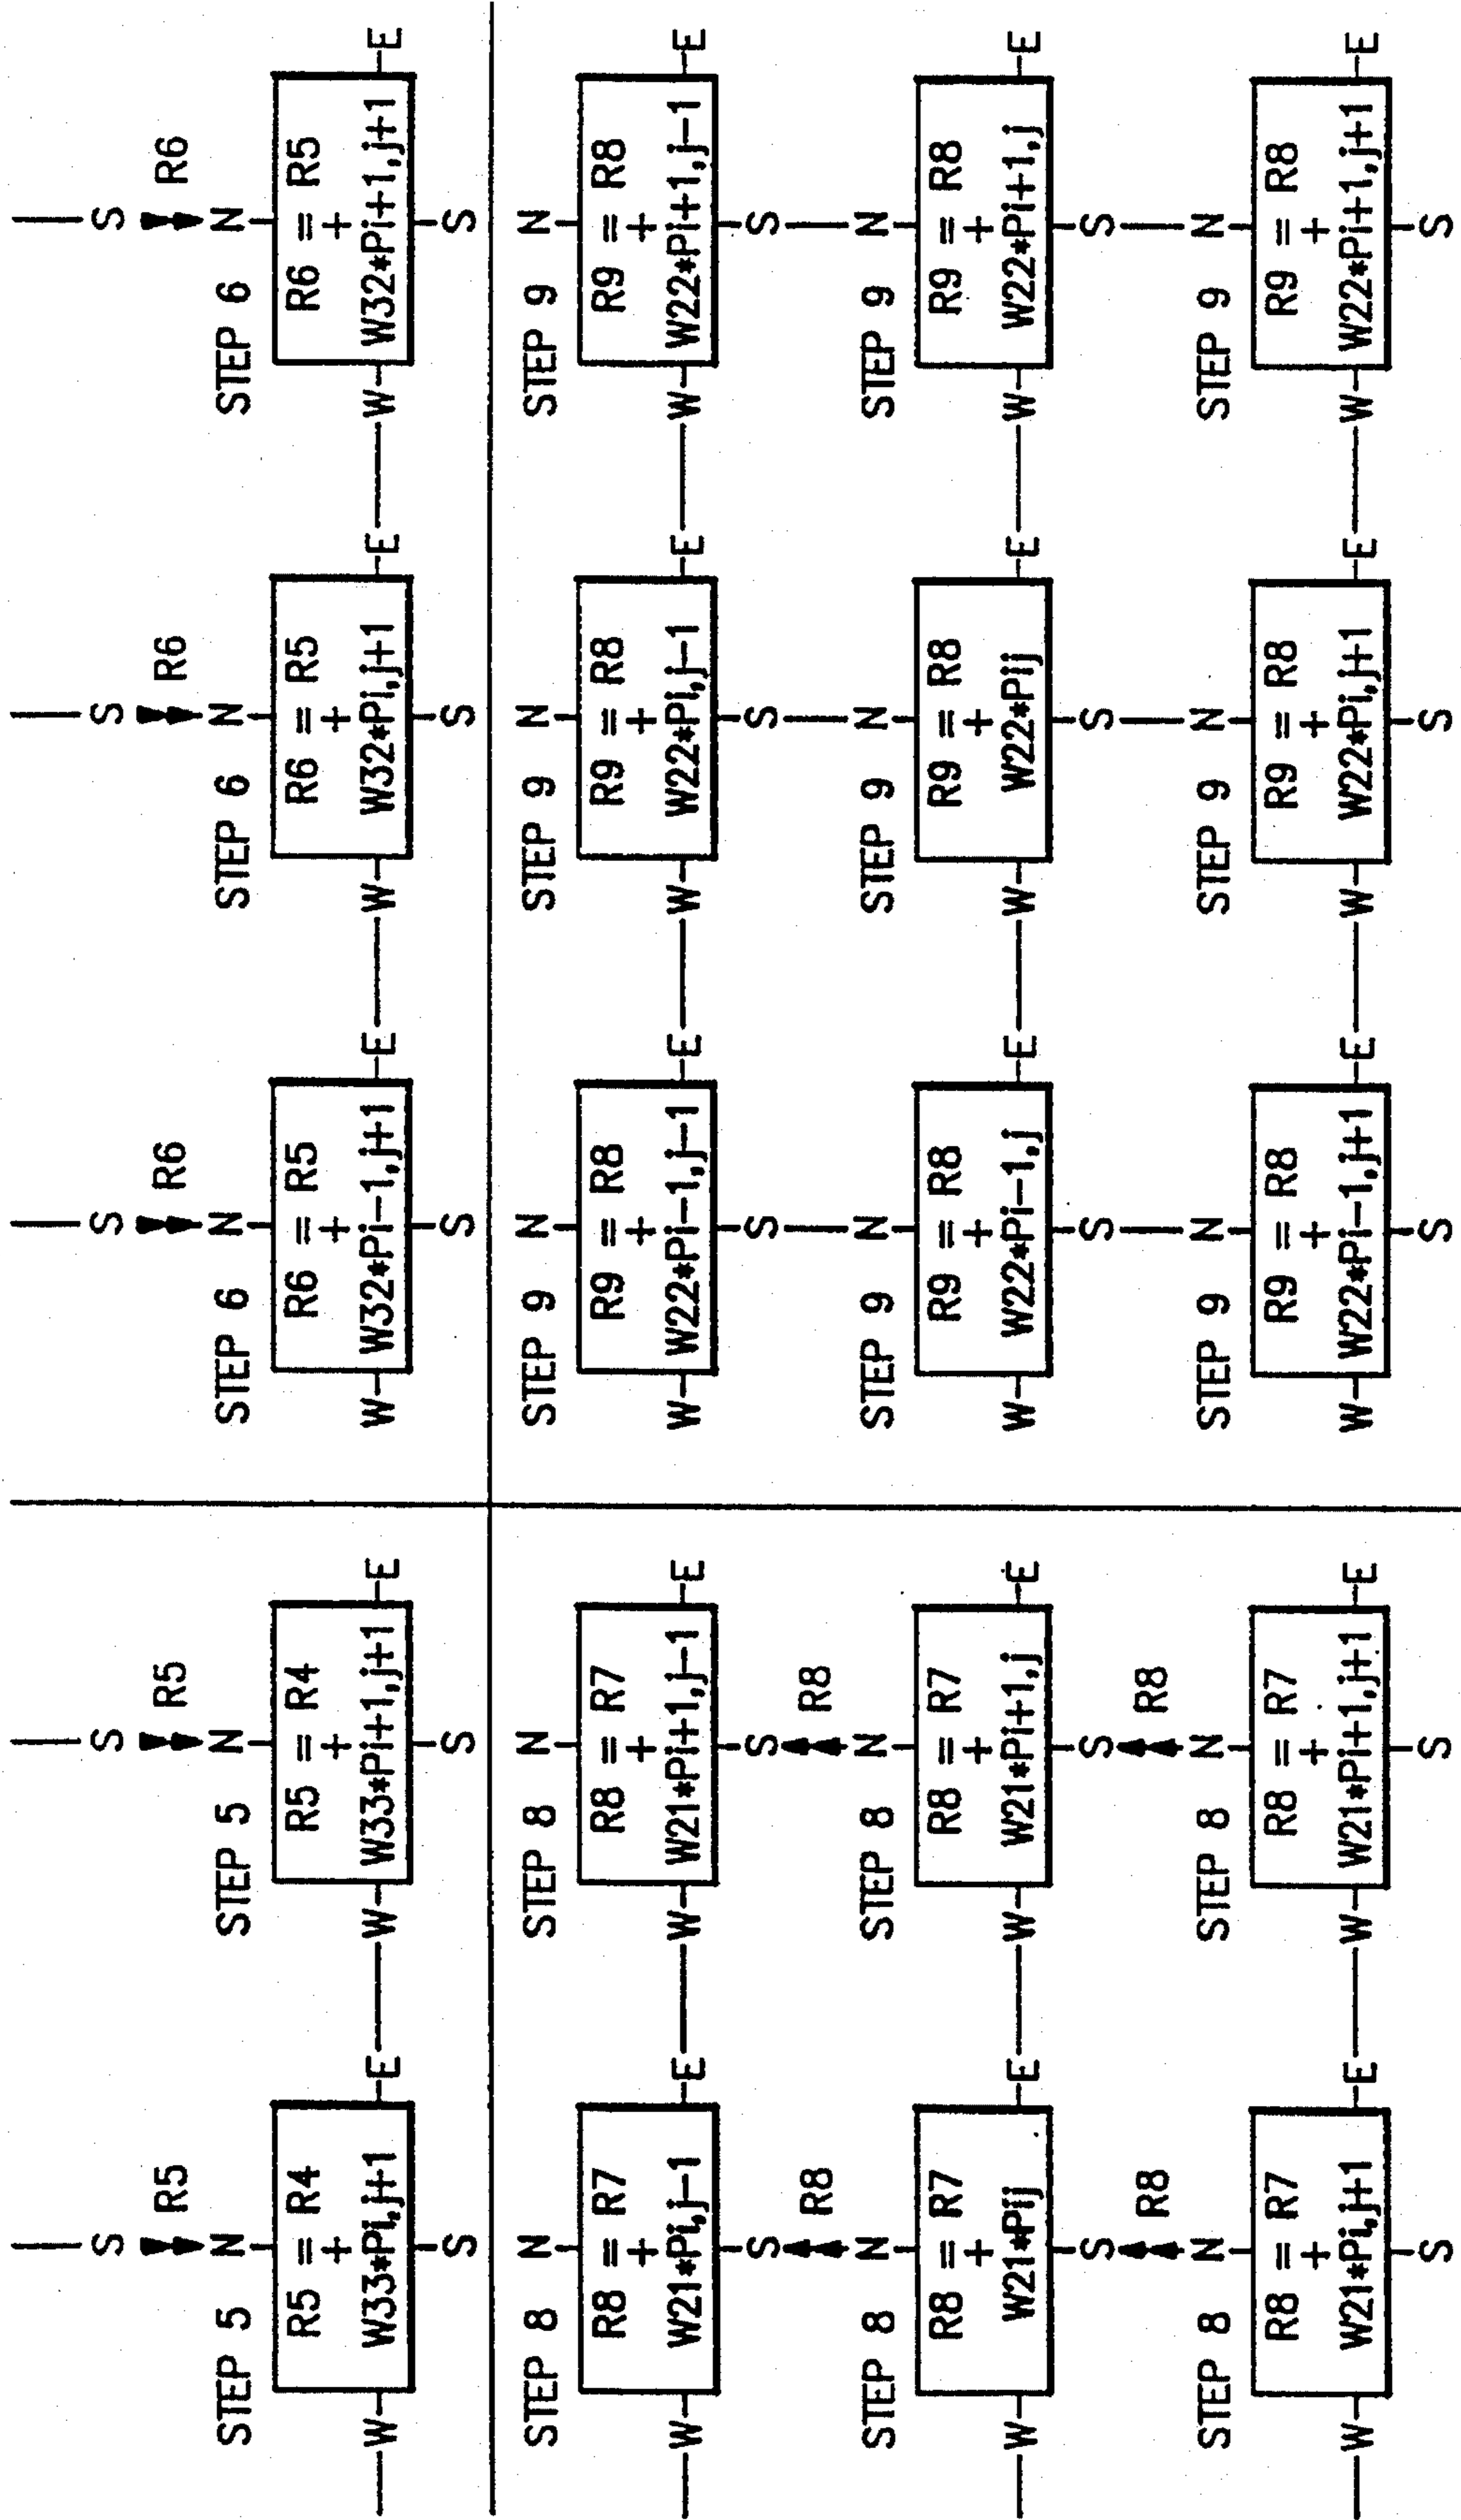 S S S S S
R5 R5 R6 R6 R6
STEP 5 N STEP 5 N STEP 6 N STEP 6 N STEP 6 N
R5 = R4 R5 = R4 R6 = R5 R6 = R5 R6 = R5
+ + + + +
W W33*Pi,j+1 E W W33*Pi+1,j+1 E W W32*Pi-1,j+1 E W W32*Pi,j+1 E W W32*Pi+1,j+1 E
S S S S S
STEP 8 N STEP 8 N STEP 9 N STEP 9 N STEP 9 N
R8 = R7 R8 = R7 R9 = R8 R9 = R8 R9 = R8
+ + + + +
W W21*Pi,j-1 E W W21*Pi+1,j-1 E W W22*Pi-1,j-1 E W W22*Pi,j-1 E W W22*Pi+1,j-1 E
S S S S S
R8 R8
STEP 8 N STEP 8 N STEP 9 N STEP 9 N STEP 9 N
R8 = R7 R8 = R7 R9 = R8 R9 = R8 R9 = R8
+ + + + +
W W21*Pij E W W21*Pi+1,j E W W22*Pi-1,j E W W22*Pij E W W22*Pi+1,j E
S S S S S
R8 R8
STEP 8 N STEP 8 N STEP 9 N STEP 9 N STEP 9 N
R8 = R7 R8 = R7 R9 = R8 R9 = R8 R9 = R8
+ + + + +
W W21*Pi,j+1 E W W21*Pi+1,j+1 E W W22*Pi-1,j+1 E W W22*Pi,j+1 E W W22*Pi+1,j+1 E
S S S S S